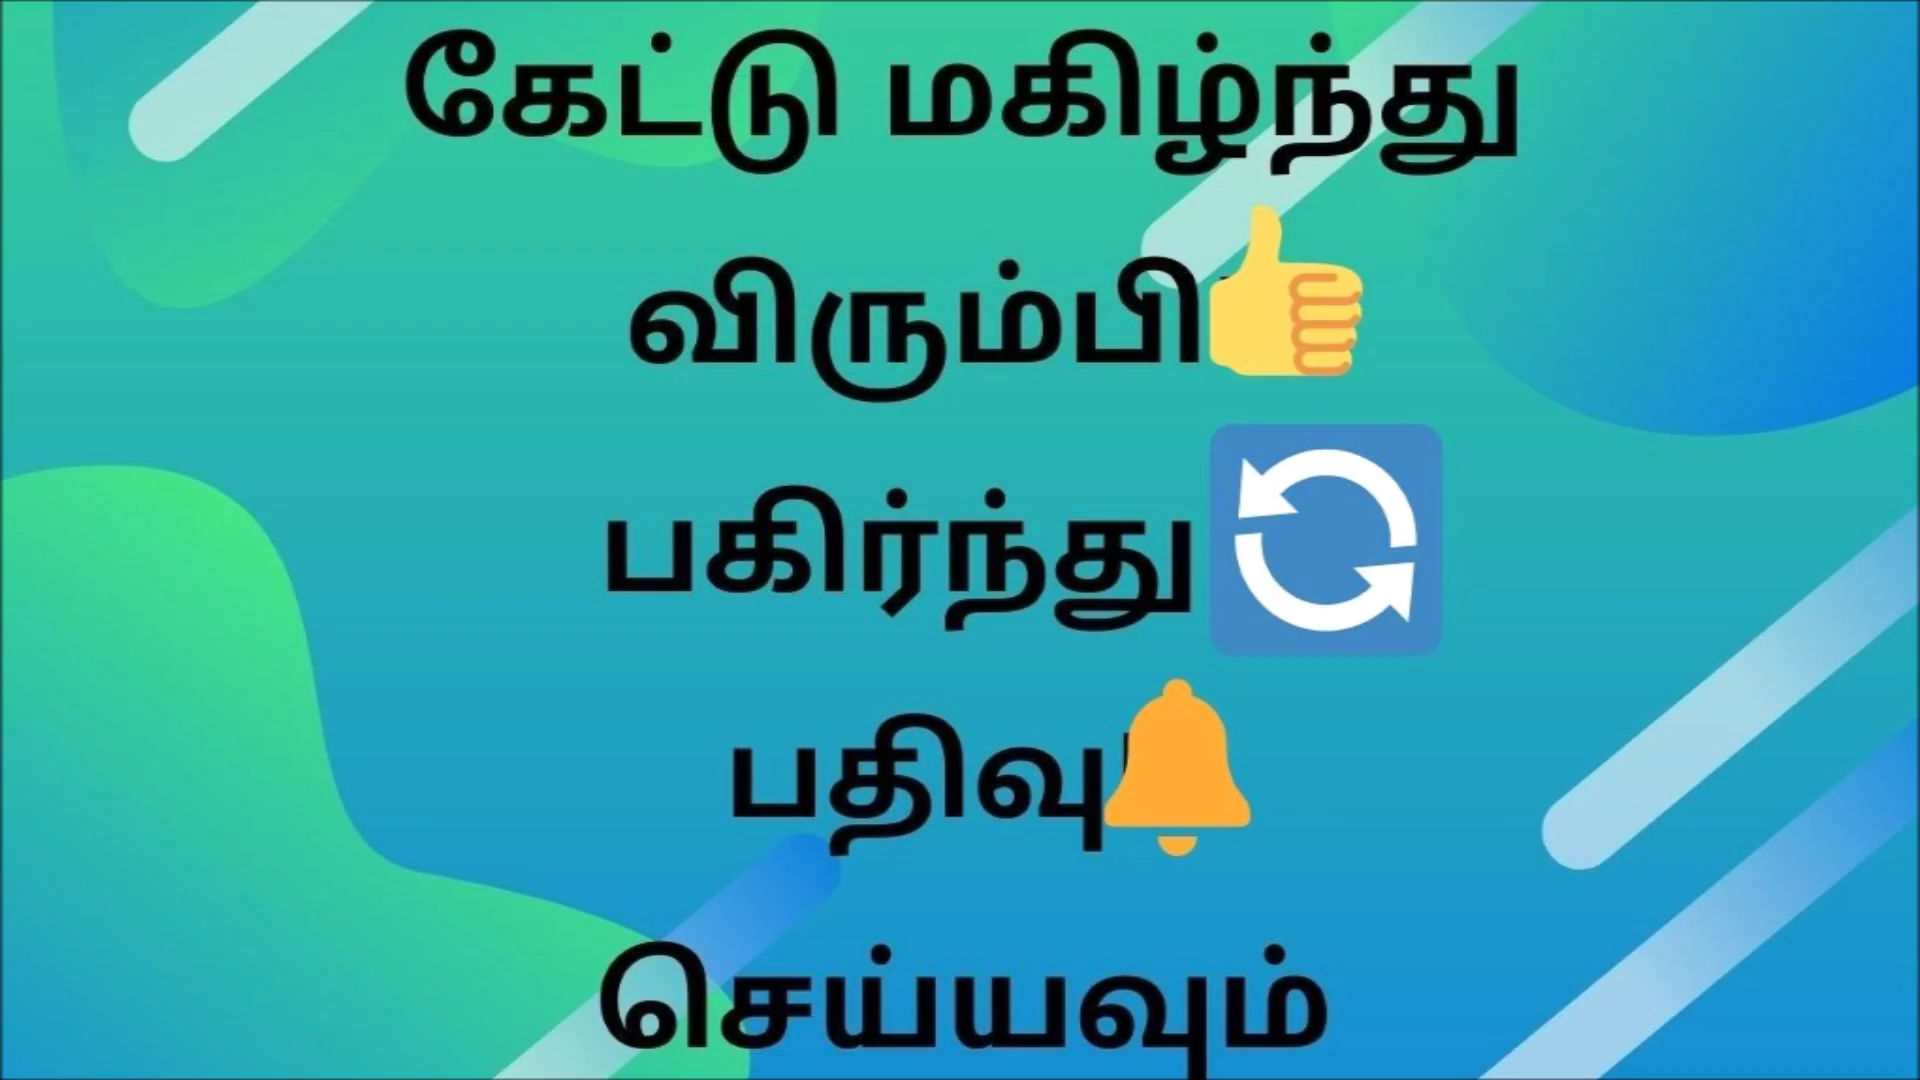 கேட்டு மகிழ்ந்து
விரும்பி👍
பகிர்ந்து 🔄
பதிவு🔔
செய்யவும்